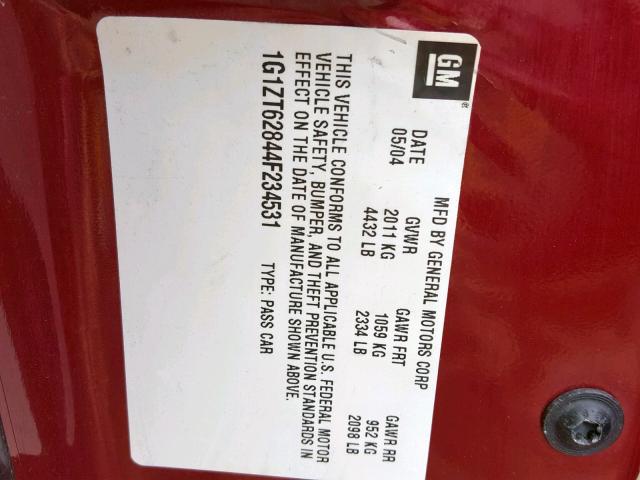 GM
MFD BY GENERAL MOTORS CORP
DATE GVWR GAWR FRT GAWR RR
05/04 2011 KG 1059 KG 952 KG
4432 LB 2334 LB 2098 LB
THIS VEHICLE CONFORMS TO ALL APPLICABLE U.S. FEDERAL MOTOR
VEHICLE SAFETY, BUMPER, AND THEFT PREVENTION STANDARDS IN
EFFECT ON THE DATE OF MANUFACTURE SHOWN ABOVE.
1G1ZT62844F234531 TYPE: PASS CAR